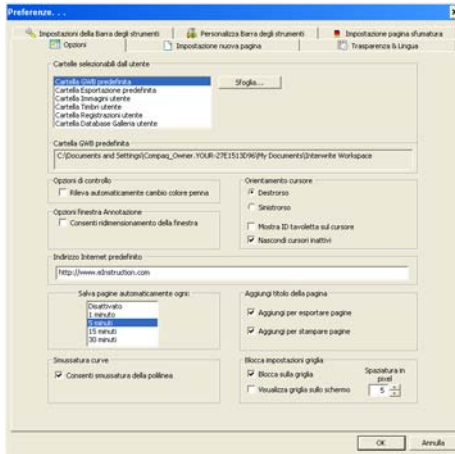 Preferenze. . .
Impostazioni della Barra degli strumenti
Personalizza Barra degli strumenti
Impostazione pagina sfumatura
Opzioni
Impostazione nuova pagina
Trasparenza & Lingua
Cartelle selezionabili dall utente
Cartella GWB predefinita
Cartella Esportazione predefinita
Cartella Immagini utente
Cartella Timbri utente
Cartella Registrazioni utente
Cartella Database Galleria utente
Sfoglia...
Cartella GWB predefinita
C:\Documents and Settings\Compaq_Owner.YOUR-27E1513D96\My Documents\Interwrite Workspace
Opzioni di controllo
Rileva automaticamente cambio colore penna
Opzioni finestra Annotazione
Consenti ridimensionamento della finestra
Orientamento cursore
Destrorso
Sinistrorso
Mostra ID tavoletta sul cursore
Nascondi cursori inattivi
Indirizzo Internet predefinito
http://www.eInstruction.com
Salva pagine automaticamente ogni:
Disattivato
1 minuto
5 minuti
15 minuti
30 minuti
Aggiungi titolo della pagina
Aggiungi per esportare pagine
Aggiungi per stampare pagine
Smussatura curve
Consenti smussatura della polilinea
Blocca impostazioni griglia
Blocca sulla griglia
Visualizza griglia sullo schermo
Spaziatura in
pixel
5
OK
Annulla